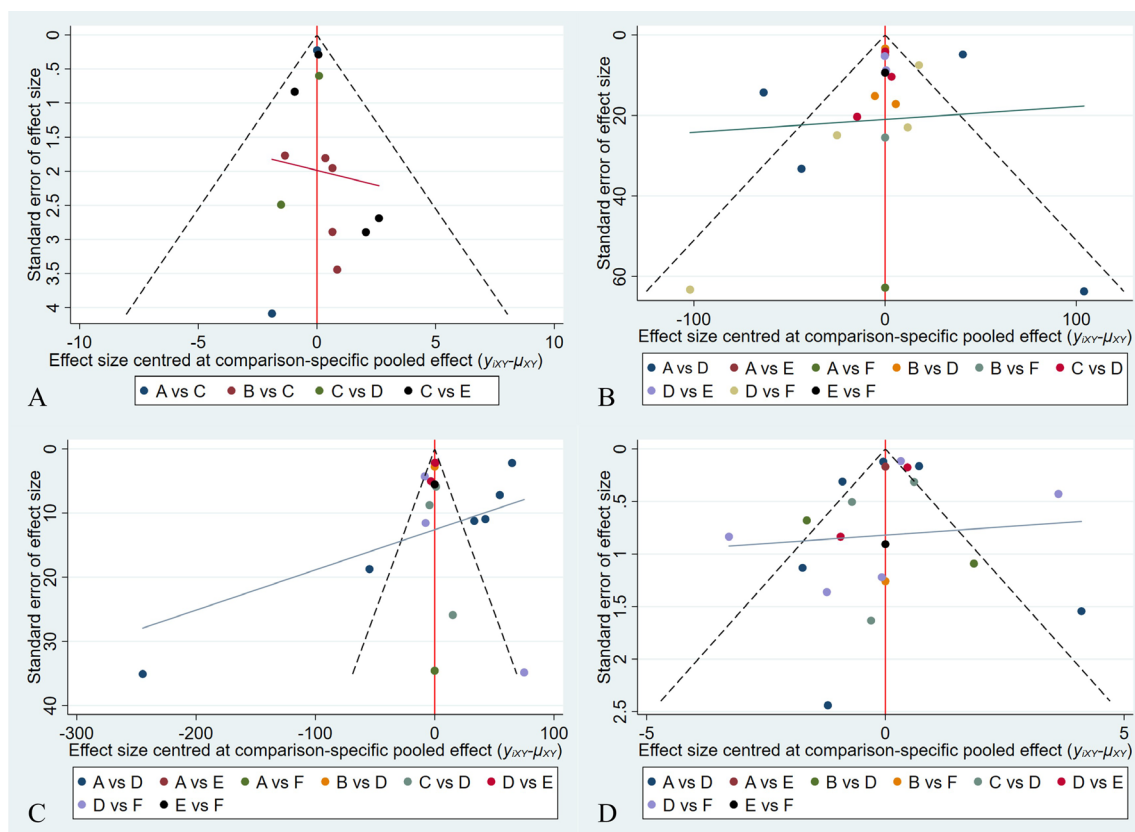 0
.5
1
1.5
2
2.5
3
3.5
4
Standard error of effect size
-10 -5 0 5 10
Effect size centred at comparison-specific pooled effect (yiXY-μXY)
A vs C B vs C C vs D C vs E
A
0
20
40
60
Standard error of effect size
-100 0 100
Effect size centred at comparison-specific pooled effect (yiXY-μXY)
A vs D A vs E A vs F B vs D B vs F C vs D
D vs E D vs F E vs F
B
0
10
20
30
40
Standard error of effect size
-300 -200 -100 0 100
Effect size centred at comparison-specific pooled effect (yiXY-μXY)
A vs D A vs E A vs F B vs D C vs D D vs E
D vs F E vs F
C
0
.5
1
1.5
2
2.5
Standard error of effect size
-5 0 5
Effect size centred at comparison-specific pooled effect (yiXY-μXY)
A vs D A vs E B vs D B vs F C vs D D vs E
D vs F E vs F
D